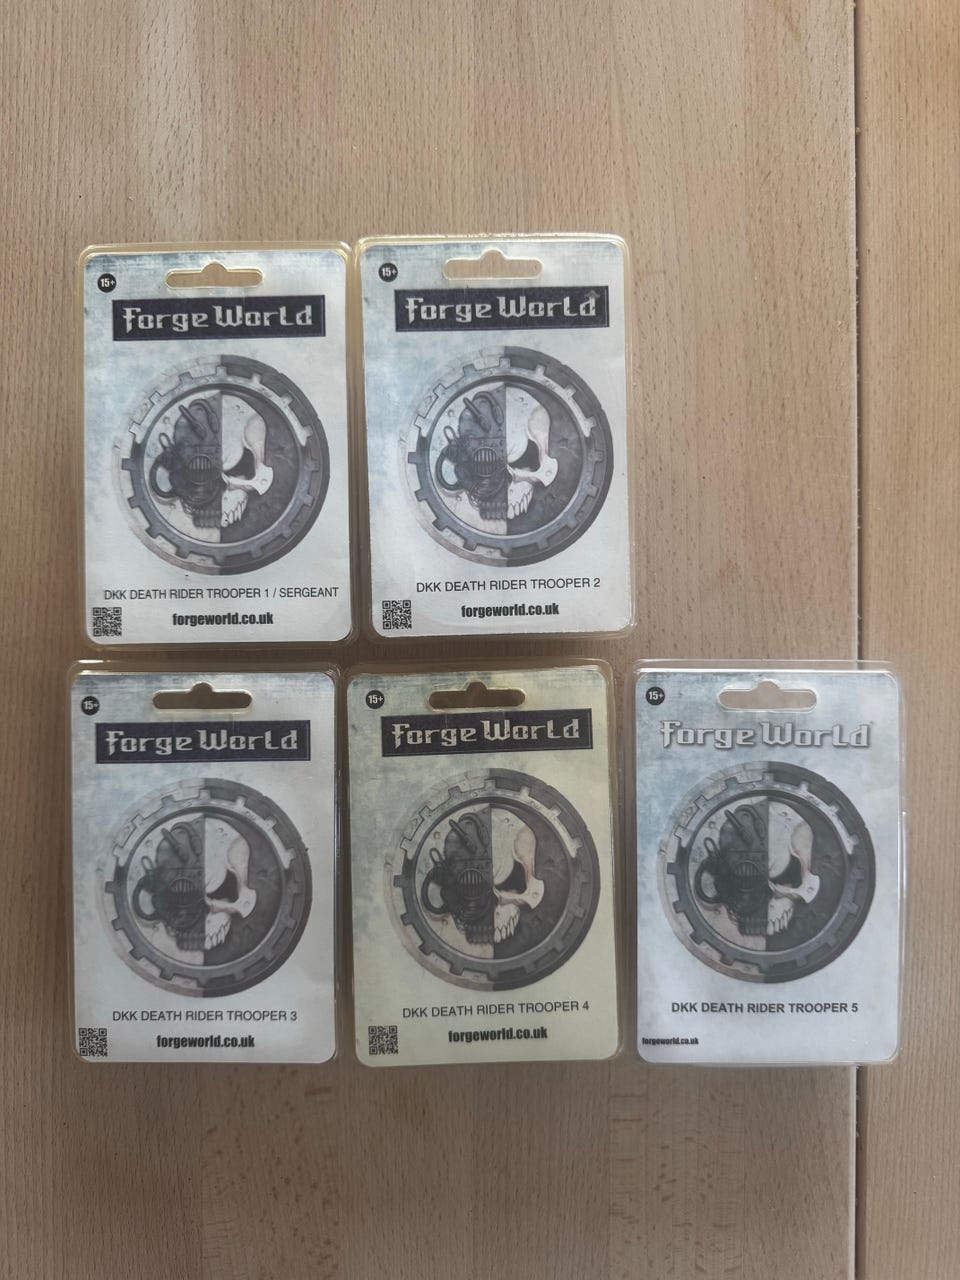 15+
Forge World
DKK DEATH RIDER TROOPER 1 / SERGEANT
forgeworld.co.uk
15+
Forge World
DKK DEATH RIDER TROOPER 2
forgeworld.co.uk
15+
Forge World
DKK DEATH RIDER TROOPER 3
forgeworld.co.uk
15+
Forge World
DKK DEATH RIDER TROOPER 4
forgeworld.co.uk
15+
Forge World
DKK DEATH RIDER TROOPER 5
forgeworld.co.uk